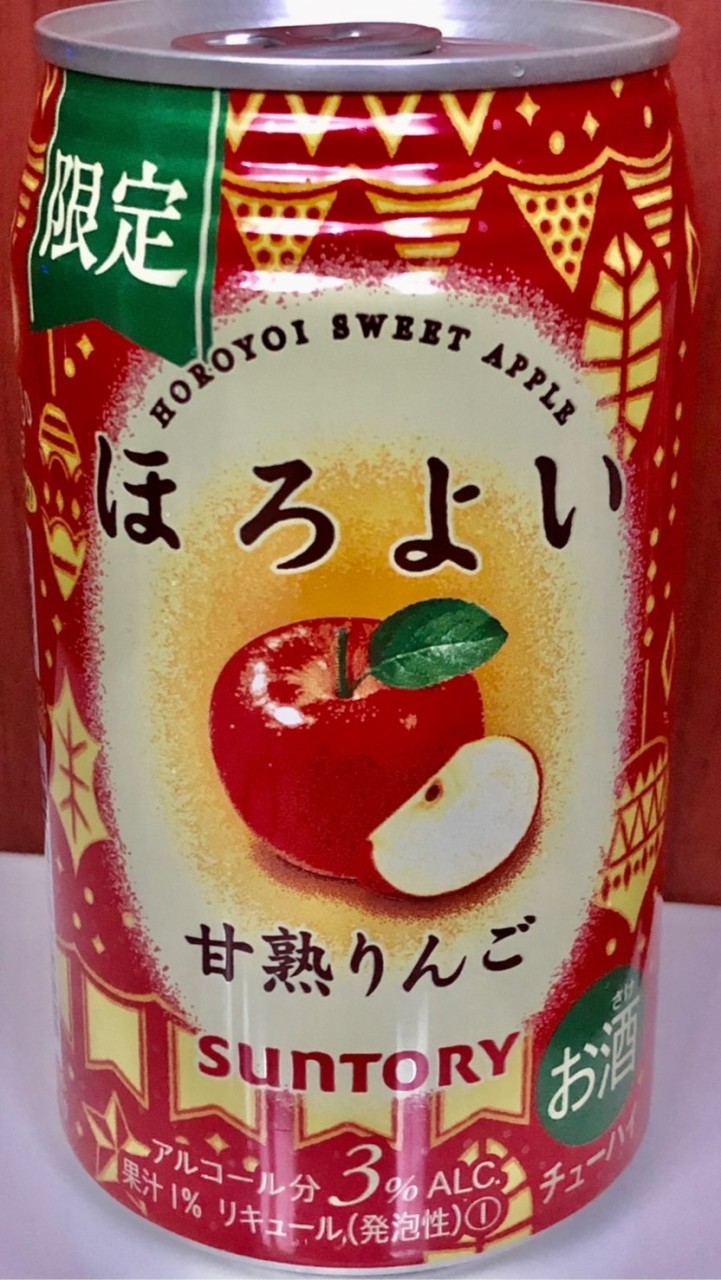 限定
HOROYOI SWEET APPLE
ほろよい
甘熟りんご
SUNTORY
さけ
お酒
チューハイ
アルコール分 3% ALC.
果汁1% リキュール(発泡性)①